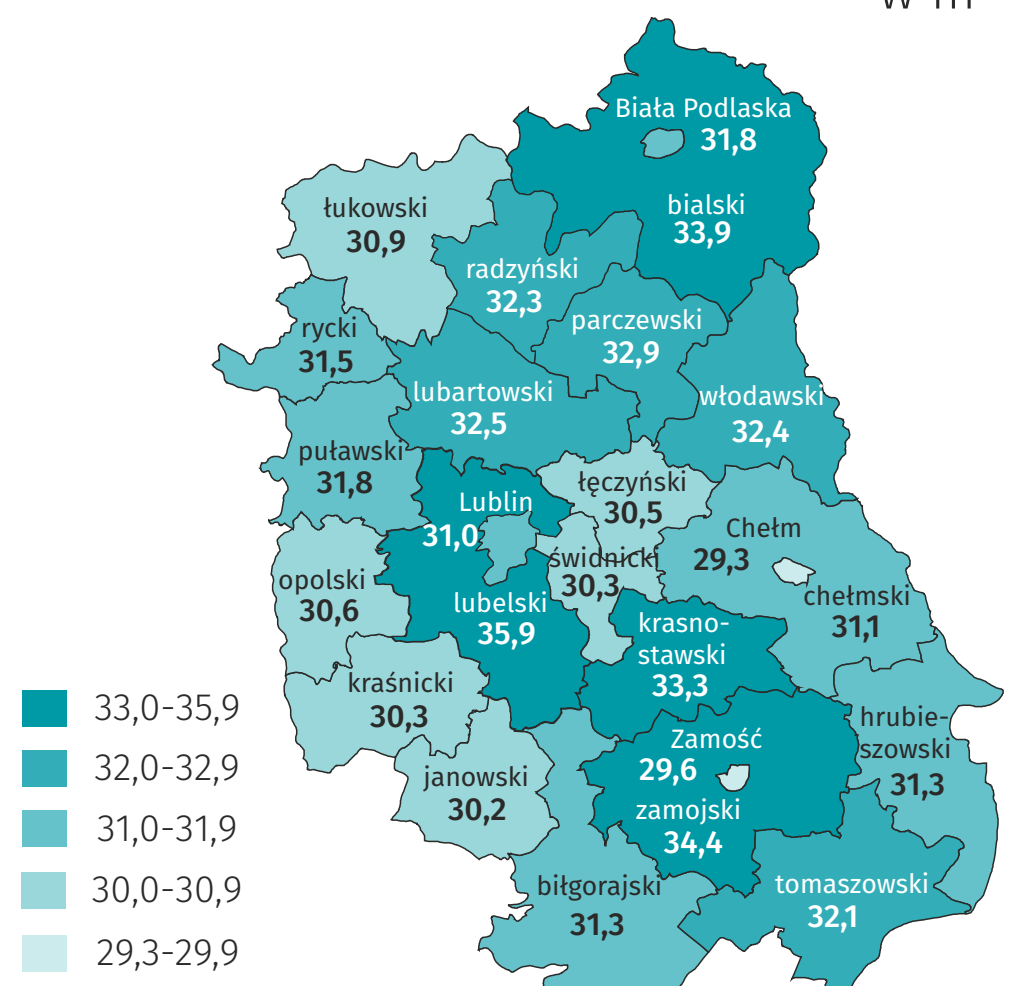 Biała Podlaska
31,8
bialski
33,9
łukowski
30,9
radzyński
32,3
rycki
31,5
parczewski
32,9
lubartowski
32,5
włodawski
32,4
puławski
31,8
łęczyński
30,5
Lublin
31,0
Chełm
29,3
świdnicki
30,3
opolski
30,6
chełmski
31,1
lubelski
35,9
krasno-
stawski
33,3
kraśnicki
30,3
hrubie-
szowski
31,3
Zamość
29,6
janowski
30,2
zamojski
34,4
biłgorajski
31,3
tomaszowski
32,1
33,0-35,9
32,0-32,9
31,0-31,9
30,0-30,9
29,3-29,9